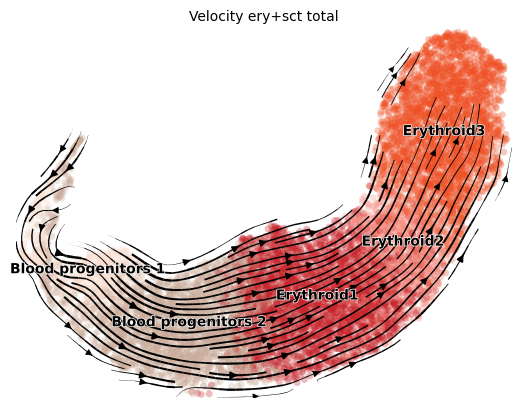 Velocity ery+sct total
Erythroid3
Erythroid2
Blood progenitors 1
Erythroid1
Blood progenitors 2